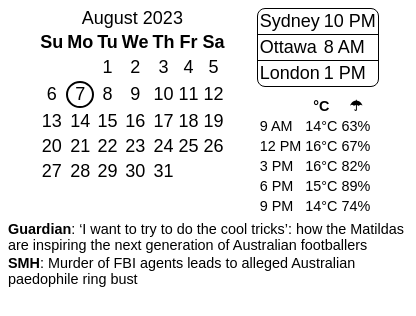 August 2023
Su Mo Tu We Th Fr Sa
1 2 3 4 5
6 7 8 9 10 11 12
13 14 15 16 17 18 19
20 21 22 23 24 25 26
27 28 29 30 31
Sydney 10 PM
Ottawa 8 AM
London 1 PM
°C ☂
9 AM 14°C 63%
12 PM 16°C 67%
3 PM 16°C 82%
6 PM 15°C 89%
9 PM 14°C 74%
Guardian: ‘I want to try to do the cool tricks’: how the Matildas
are inspiring the next generation of Australian footballers
SMH: Murder of FBI agents leads to alleged Australian
paedophile ring bust